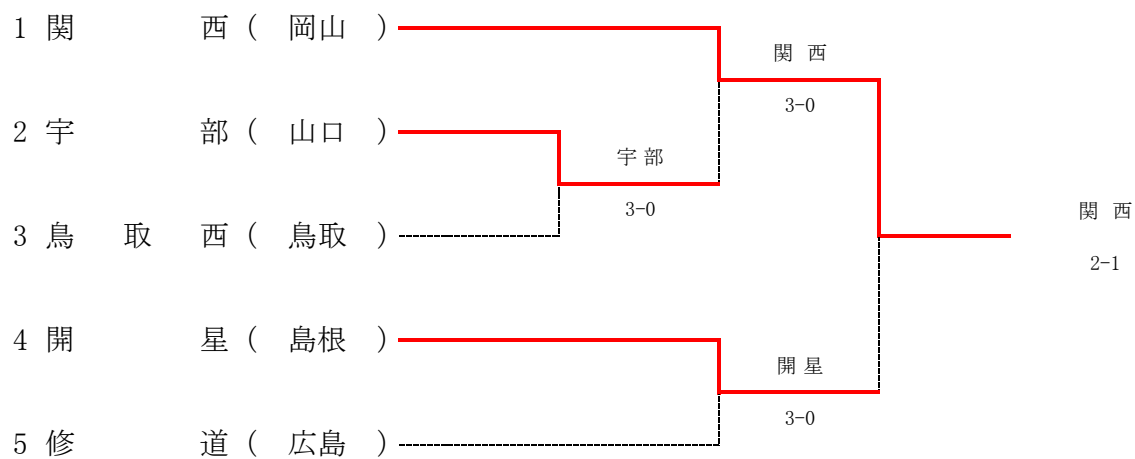 1 関 西 ( 岡山 )
関 西
3-0
2 宇 部 ( 山口 )
宇 部
3-0
3 鳥 取 西 ( 鳥取 )
関 西
2-1
4 開 星 ( 島根 )
開 星
3-0
5 修 道 ( 広島 )